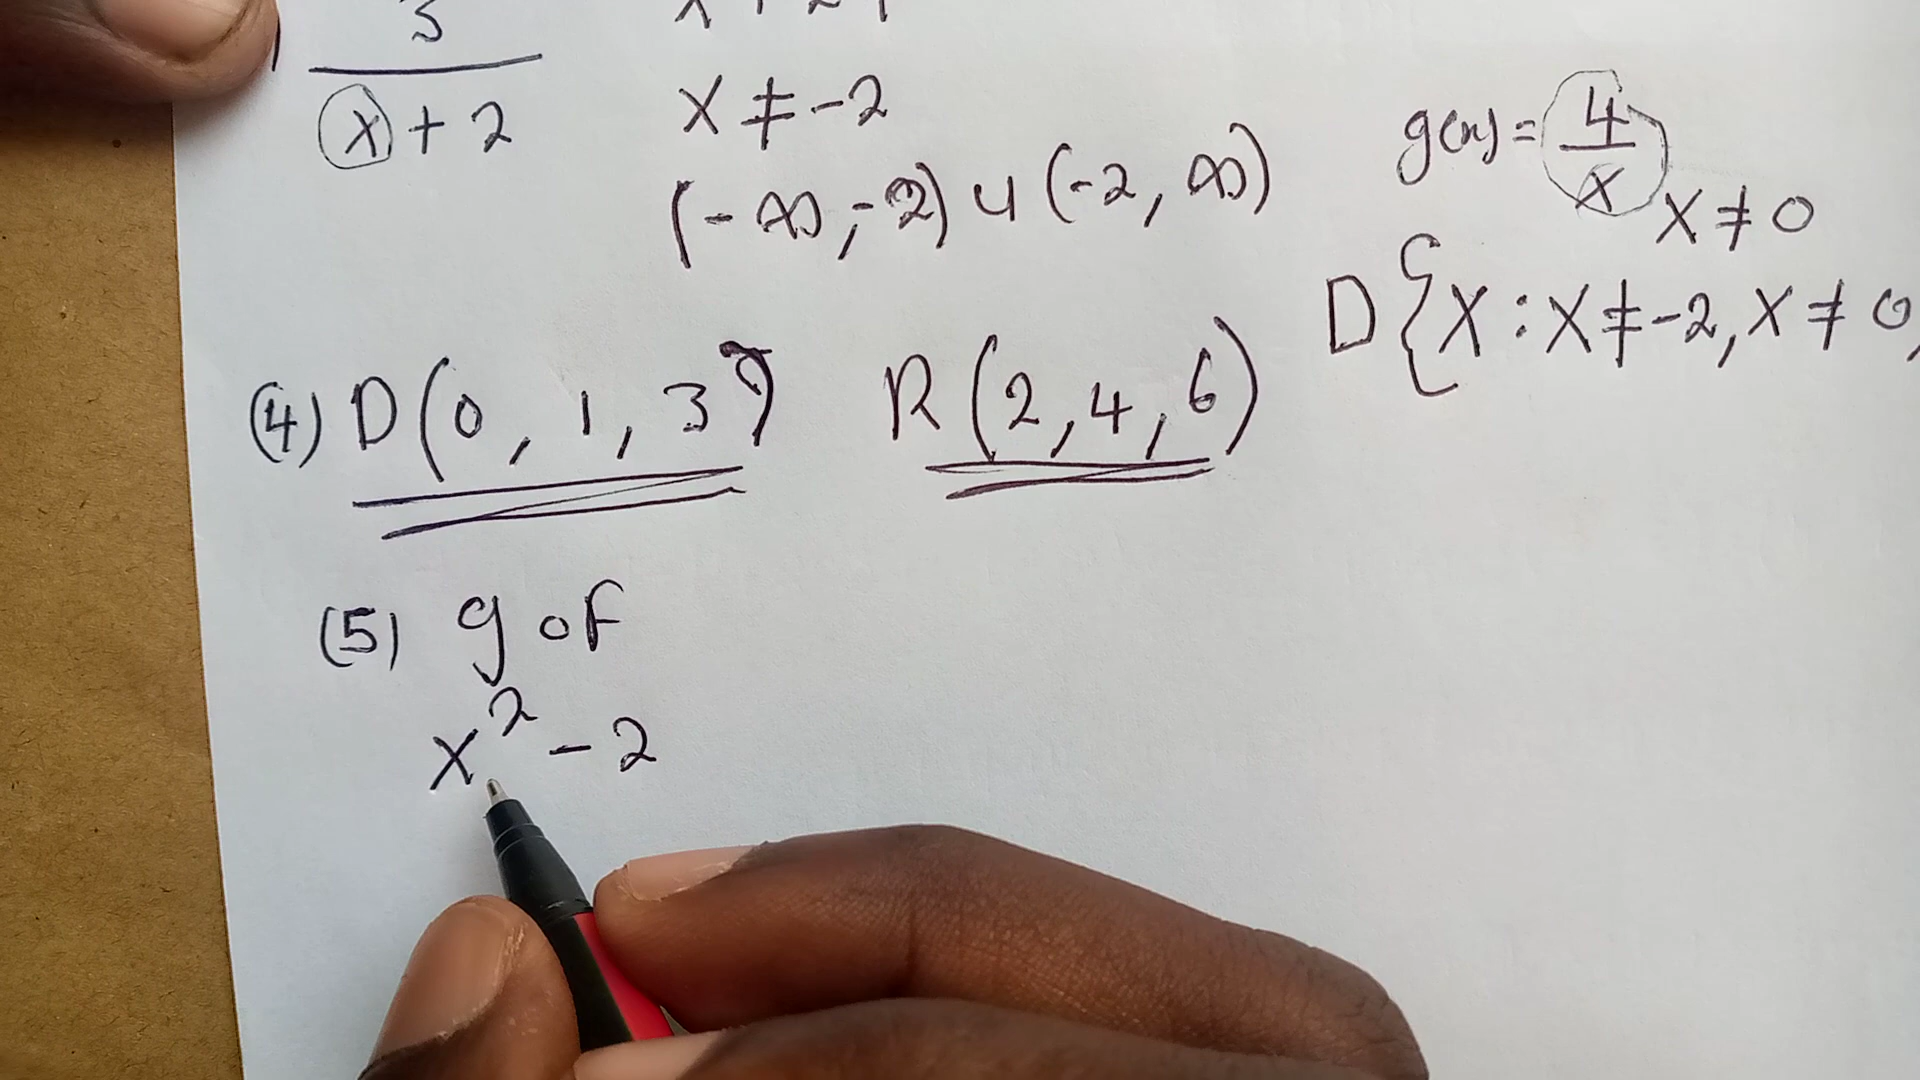 3
x + 2
x ≠ -2
(-∞, -2) ∪ (-2, ∞)
g(x) = 4/x
x ≠ 0
D{x : x ≠ -2, x ≠ 0,
(4) D(0, 1, 3) R(2, 4, 6)
(5) g o f
x² - 2